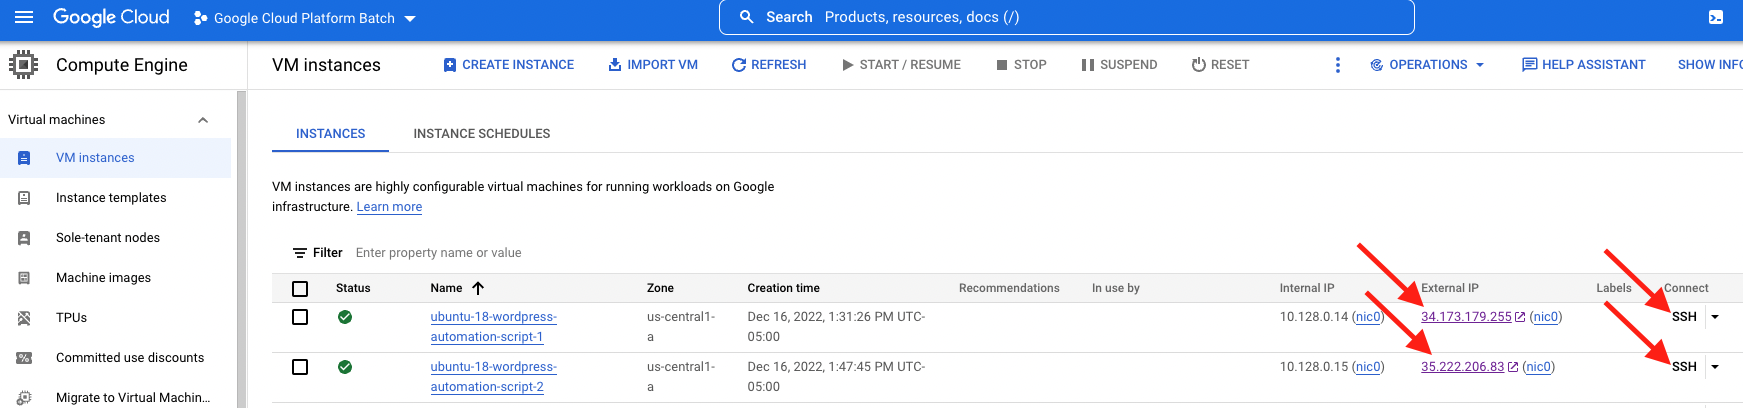 Google Cloud
Google Cloud Platform Batch
Search Products, resources, docs (/)
Compute Engine
VM instances
CREATE INSTANCE
IMPORT VM
REFRESH
START / RESUME
STOP
SUSPEND
RESET
OPERATIONS
HELP ASSISTANT
SHOW INFO
Virtual machines
VM instances
Instance templates
Sole-tenant nodes
Machine images
TPUs
Committed use discounts
Migrate to Virtual Machin...
INSTANCES
INSTANCE SCHEDULES
VM instances are highly configurable virtual machines for running workloads on Google
infrastructure. Learn more
Filter Enter property name or value
Status Name Zone Creation time Recommendations In use by Internal IP External IP Labels Connect
ubuntu-18-wordpress- us-central1- Dec 16, 2022, 1:31:26 PM UTC- 10.128.0.14 (nic0) 34.173.179.255 (nic0) SSH
automation-script-1 a 05:00
ubuntu-18-wordpress- us-central1- Dec 16, 2022, 1:47:45 PM UTC- 10.128.0.15 (nic0) 35.222.206.83 (nic0) SSH
automation-script-2 a 05:00